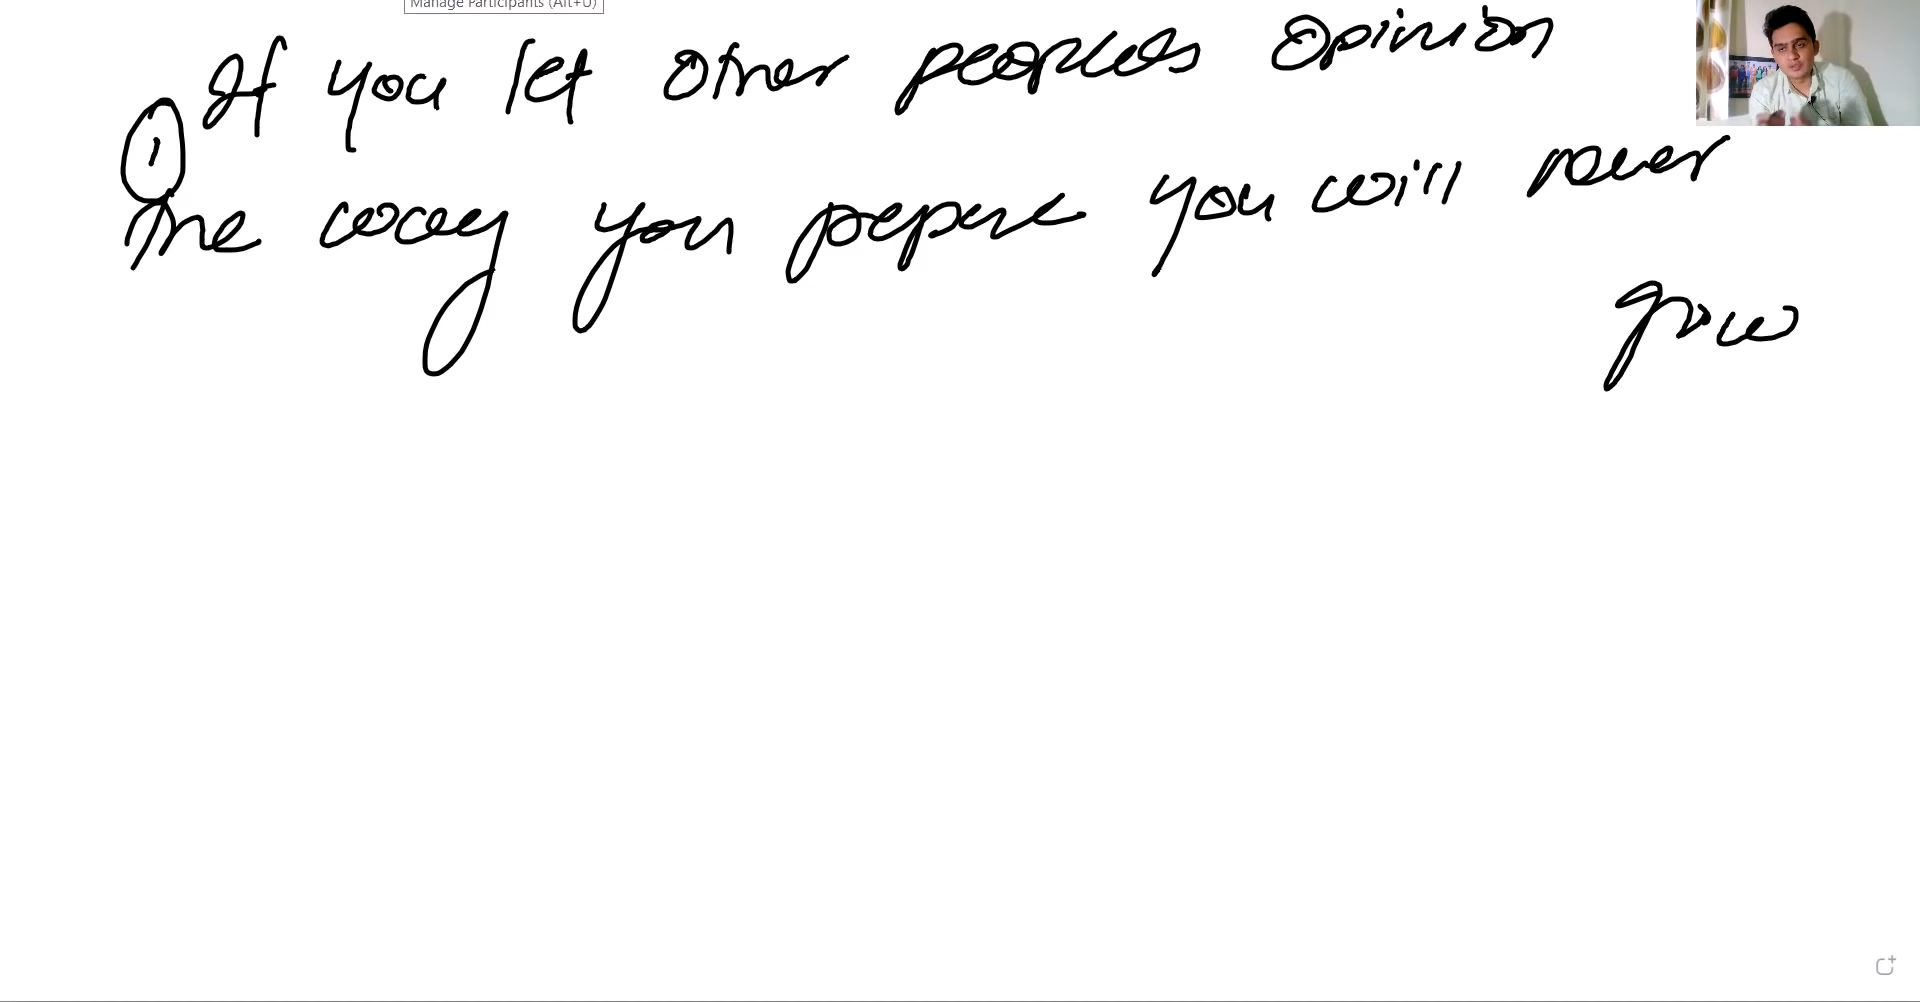 Manage Participants (Alt+U)
If you let other peoples opinion
①
The way you prepare you will never
grow